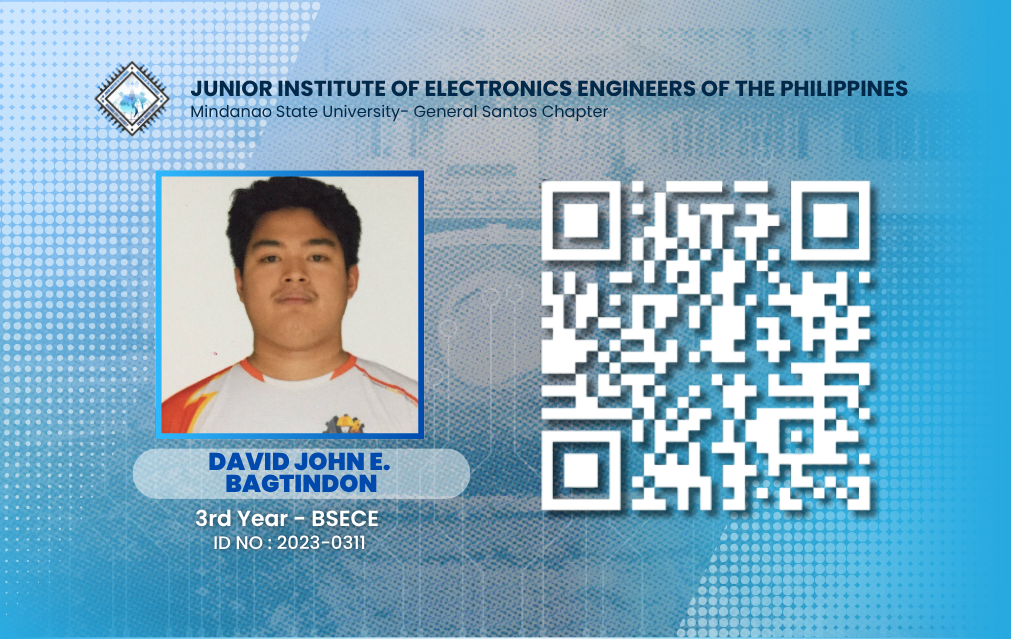 JUNIOR INSTITUTE OF ELECTRONICS ENGINEERS OF THE PHILIPPINES
Mindanao State University- General Santos Chapter
DAVID JOHN E.
BAGTINDON
3rd Year - BSECE
ID NO : 2023-0311